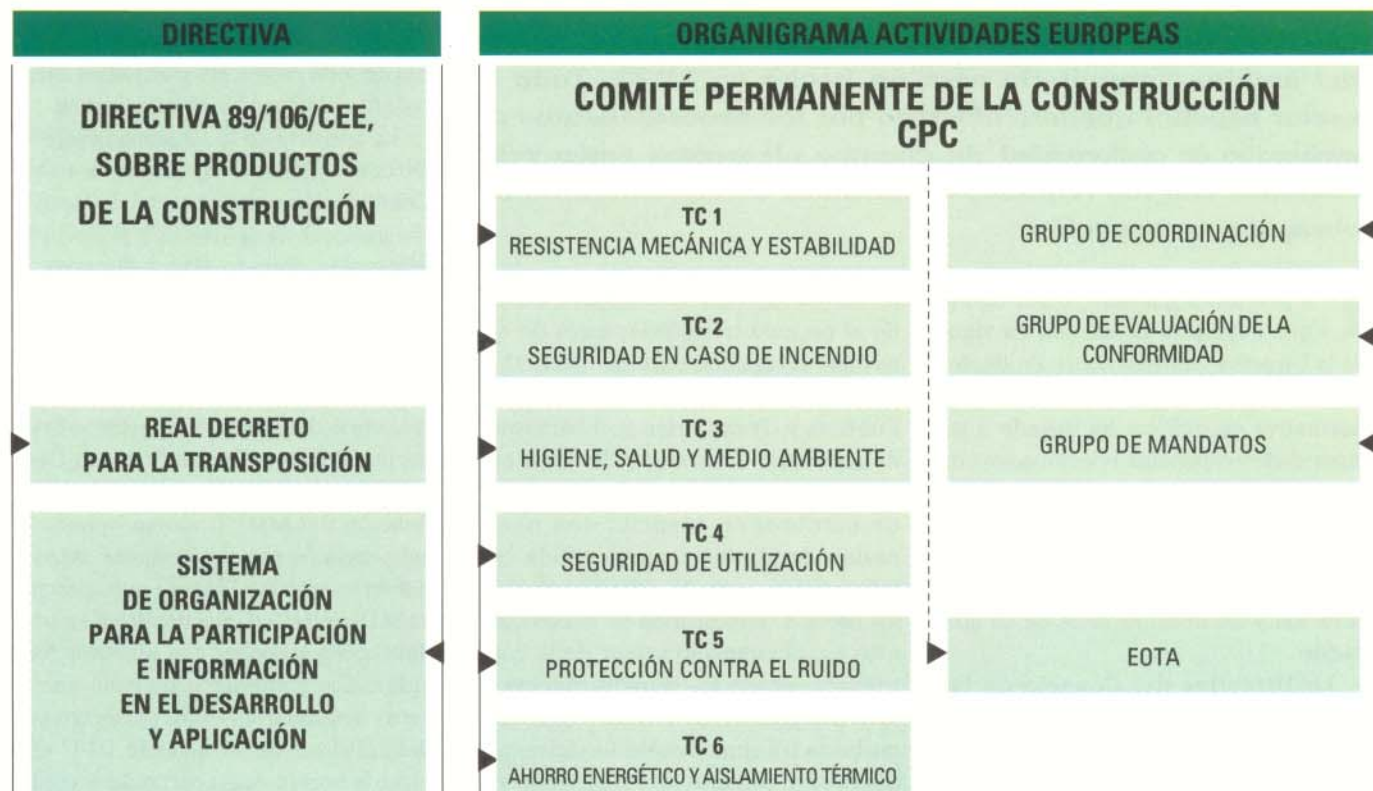 DIRECTIVA
DIRECTIVA 89/106/CEE,
SOBRE PRODUCTOS
DE LA CONSTRUCCIÓN
REAL DECRETO
PARA LA TRANSPOSICIÓN
SISTEMA
DE ORGANIZACIÓN
PARA LA PARTICIPACIÓN
E INFORMACIÓN
EN EL DESARROLLO
Y APLICACIÓN
ORGANIGRAMA ACTIVIDADES EUROPEAS
COMITÉ PERMANENTE DE LA CONSTRUCCIÓN
CPC
TC 1
RESISTENCIA MECÁNICA Y ESTABILIDAD
TC 2
SEGURIDAD EN CASO DE INCENDIO
TC 3
HIGIENE, SALUD Y MEDIO AMBIENTE
TC 4
SEGURIDAD DE UTILIZACIÓN
TC 5
PROTECCIÓN CONTRA EL RUIDO
TC 6
AHORRO ENERGÉTICO Y AISLAMIENTO TÉRMICO
GRUPO DE COORDINACIÓN
GRUPO DE EVALUACIÓN DE LA
CONFORMIDAD
GRUPO DE MANDATOS
EOTA